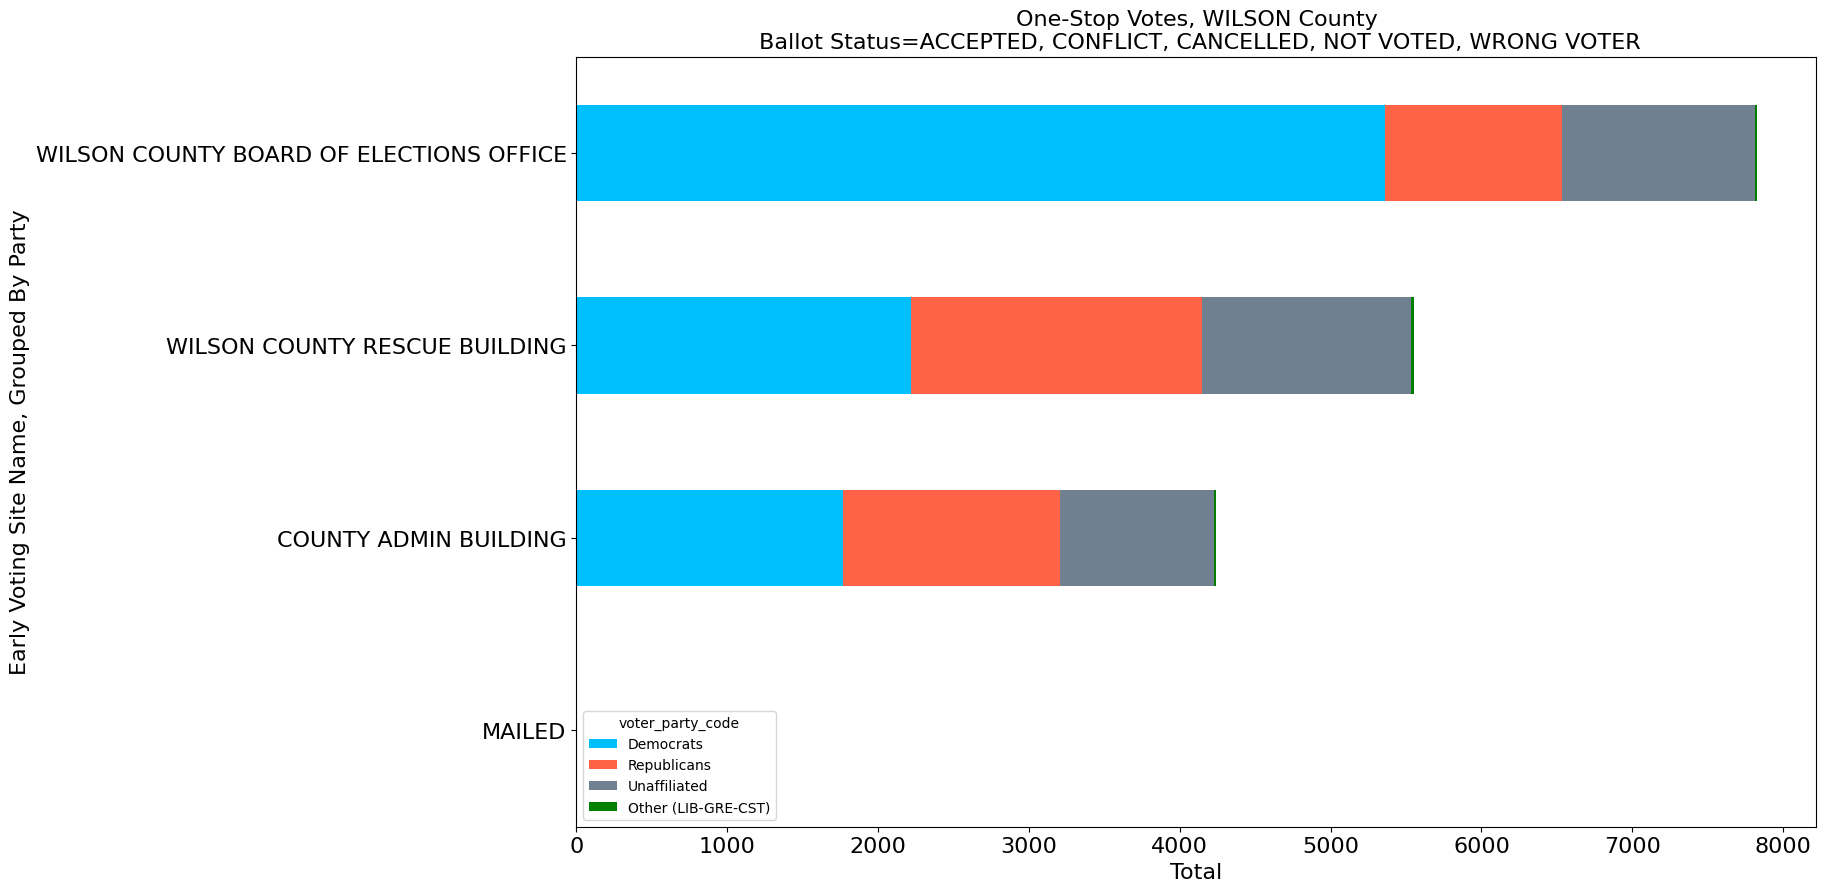 One-Stop Votes, WILSON County
Ballot Status=ACCEPTED, CONFLICT, CANCELLED, NOT VOTED, WRONG VOTER
Early Voting Site Name, Grouped By Party
WILSON COUNTY BOARD OF ELECTIONS OFFICE
WILSON COUNTY RESCUE BUILDING
COUNTY ADMIN BUILDING
MAILED
voter_party_code
Democrats
Republicans
Unaffiliated
Other (LIB-GRE-CST)
0 1000 2000 3000 4000 5000 6000 7000 8000
Total